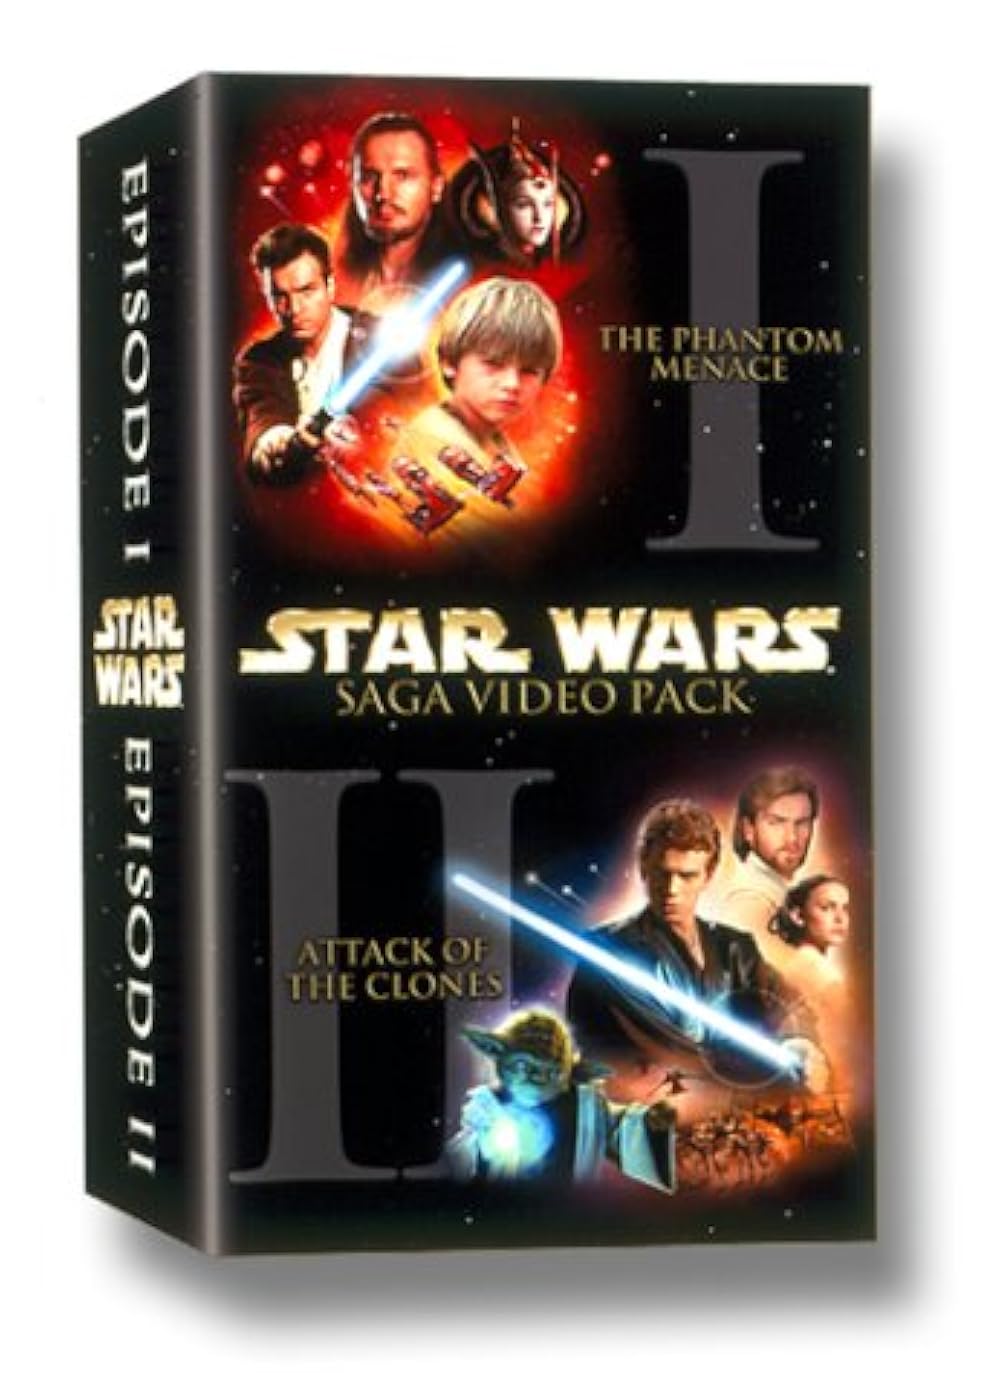 EPISODE I
STAR
WARS
EPISODE II
I
THE PHANTOM
MENACE
STAR WARS
SAGA VIDEO PACK
II
ATTACK OF
THE CLONES